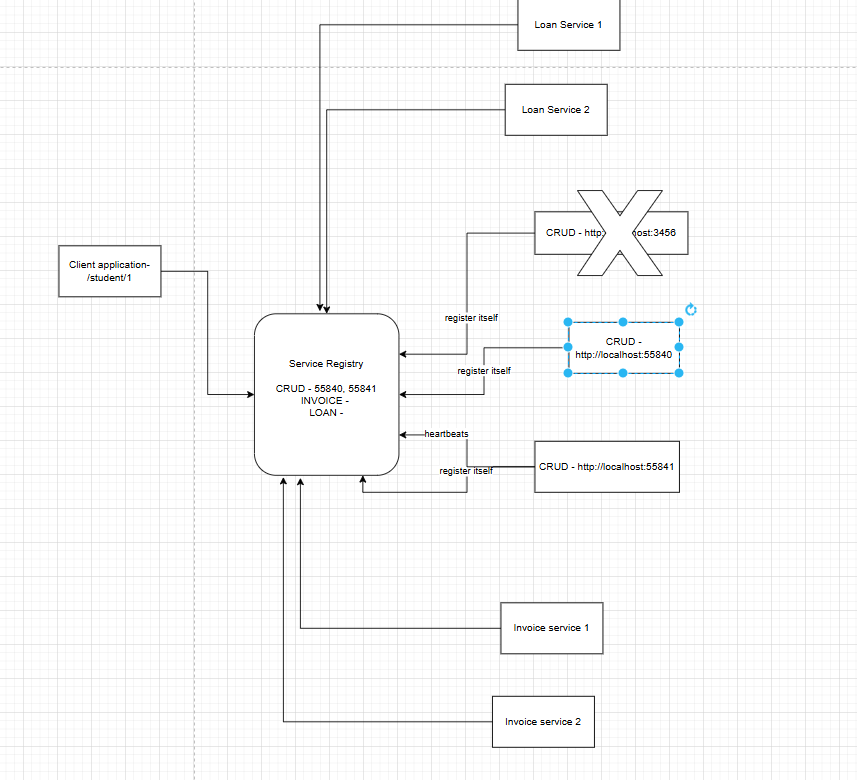 Loan Service 1
Loan Service 2
CRUD - http: host:3456
Client application-
/student/1
register itself
CRUD -
http://localhost:55840
Service Registry
register itself
CRUD - 55840, 55841
INVOICE -
LOAN -
heartbeats
register itself
CRUD - http://localhost:55841
Invoice service 1
Invoice service 2